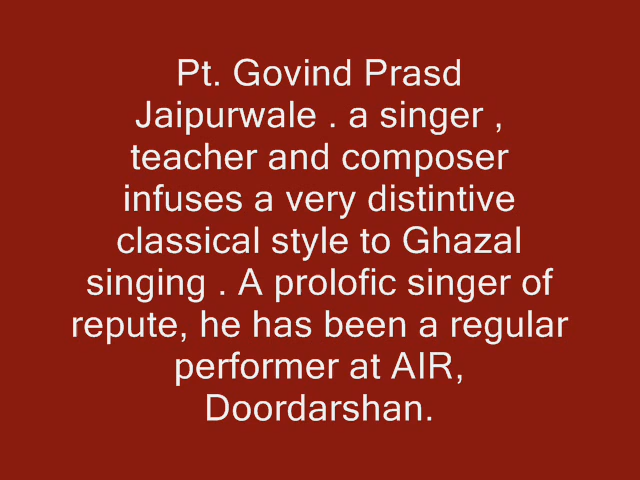 Pt. Govind Prasd
Jaipurwale . a singer ,
teacher and composer
infuses a very distintive
classical style to Ghazal
singing . A prolofic singer of
repute, he has been a regular
performer at AIR,
Doordarshan.